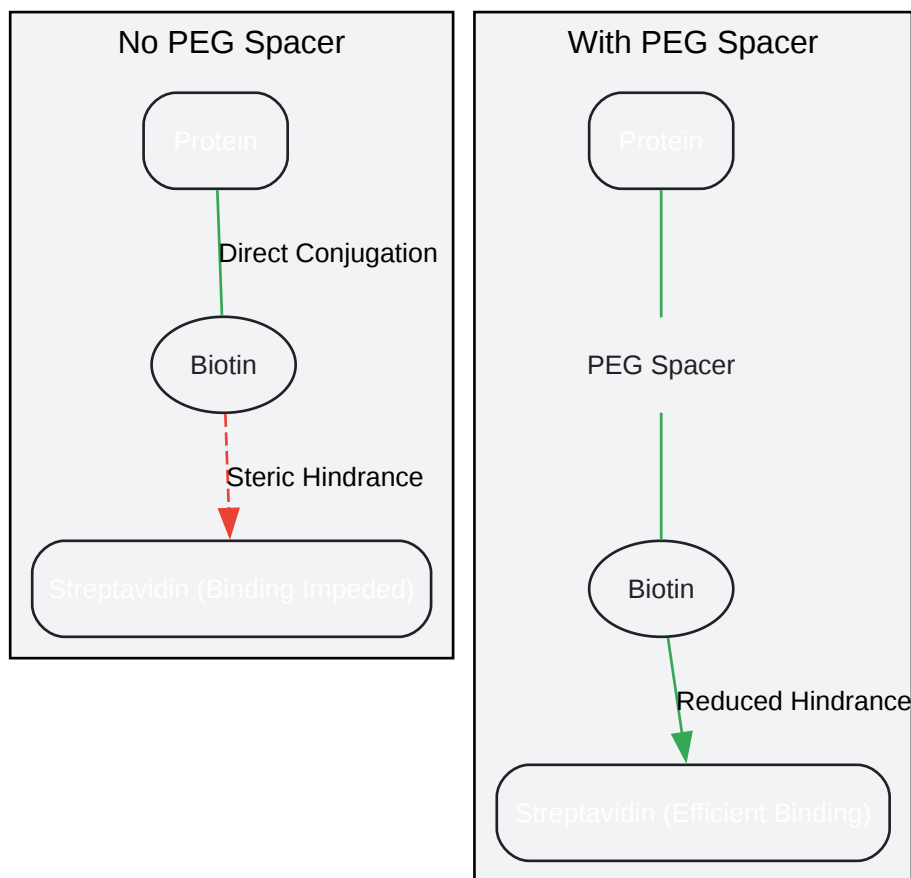 No PEG Spacer
Protein
Direct Conjugation
Biotin
Steric Hindrance
Streptavidin (Binding Impeded)
With PEG Spacer
Protein
PEG Spacer
Biotin
Reduced Hindrance
Streptavidin (Efficient Binding)